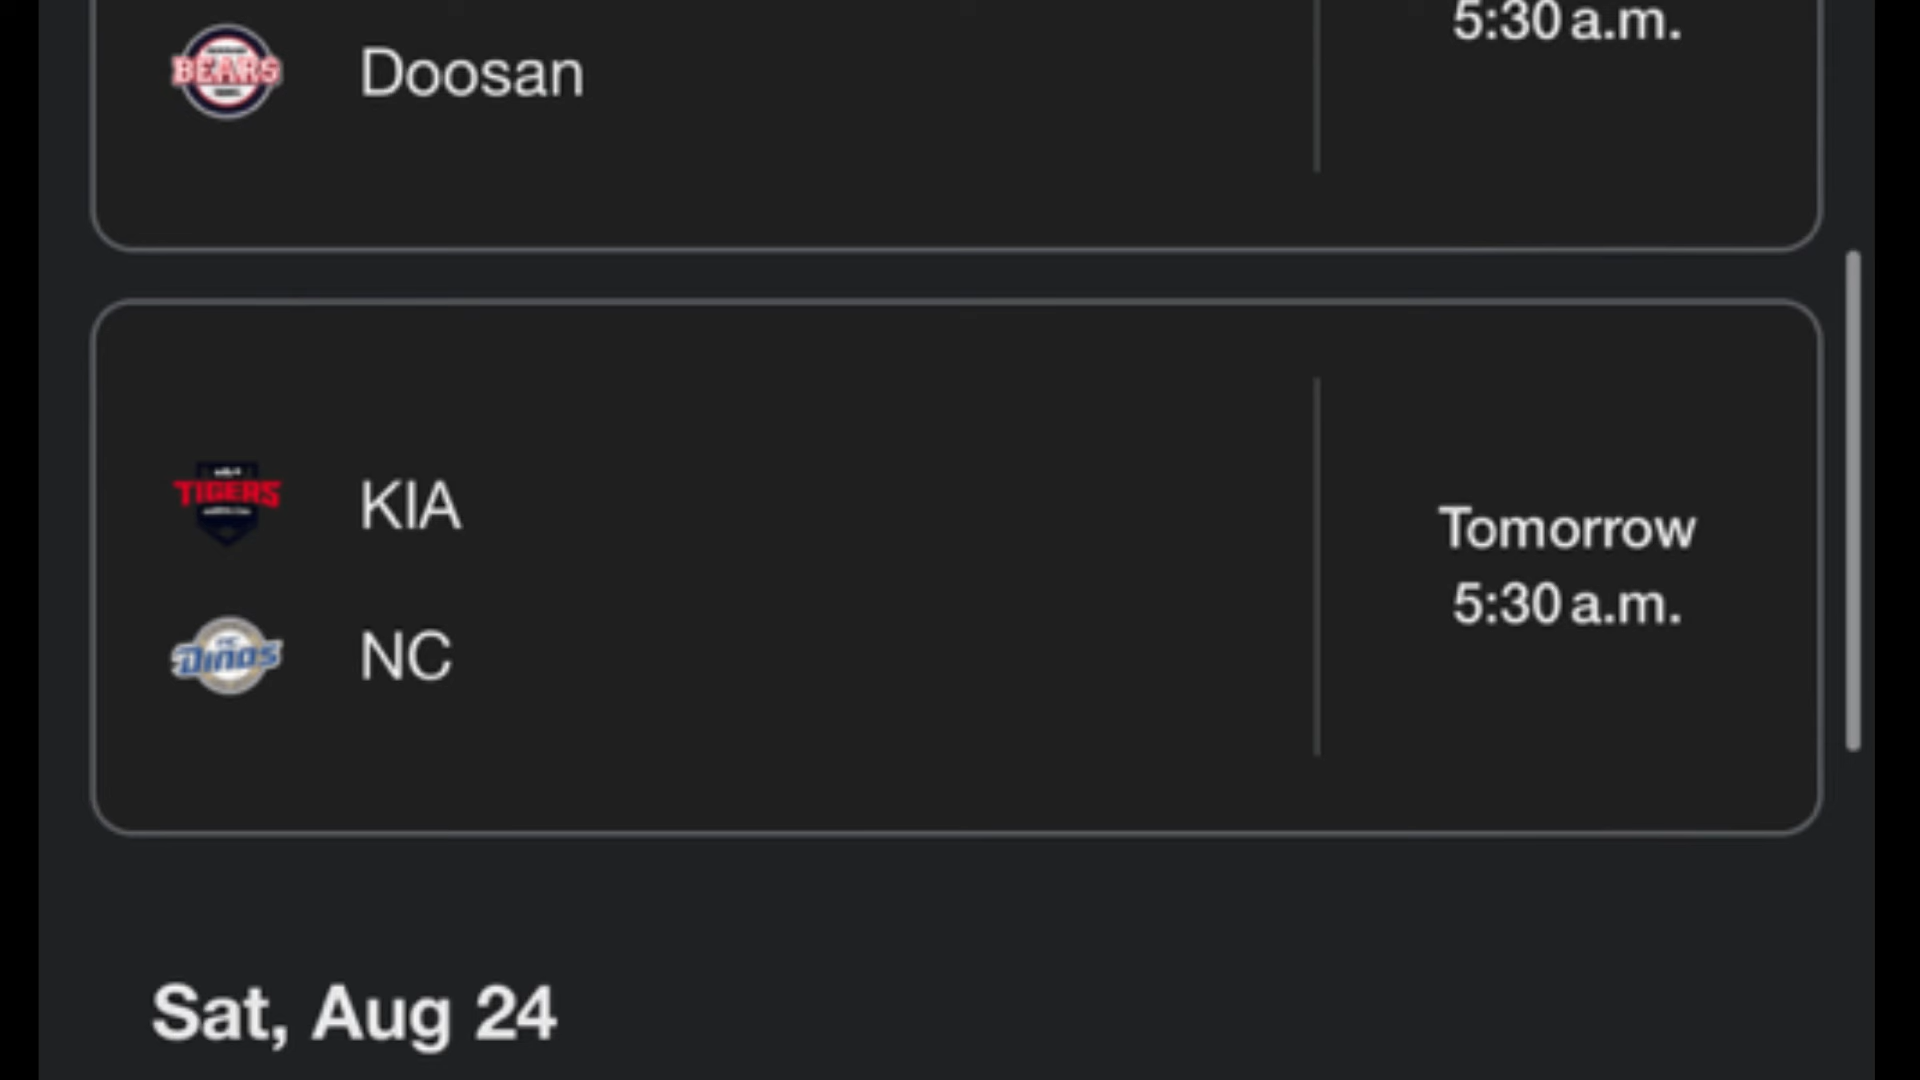 5:30 a.m.
BEARS
Doosan
TIGERS
KIA
Tomorrow
5:30 a.m.
Dinos
NC
Sat, Aug 24